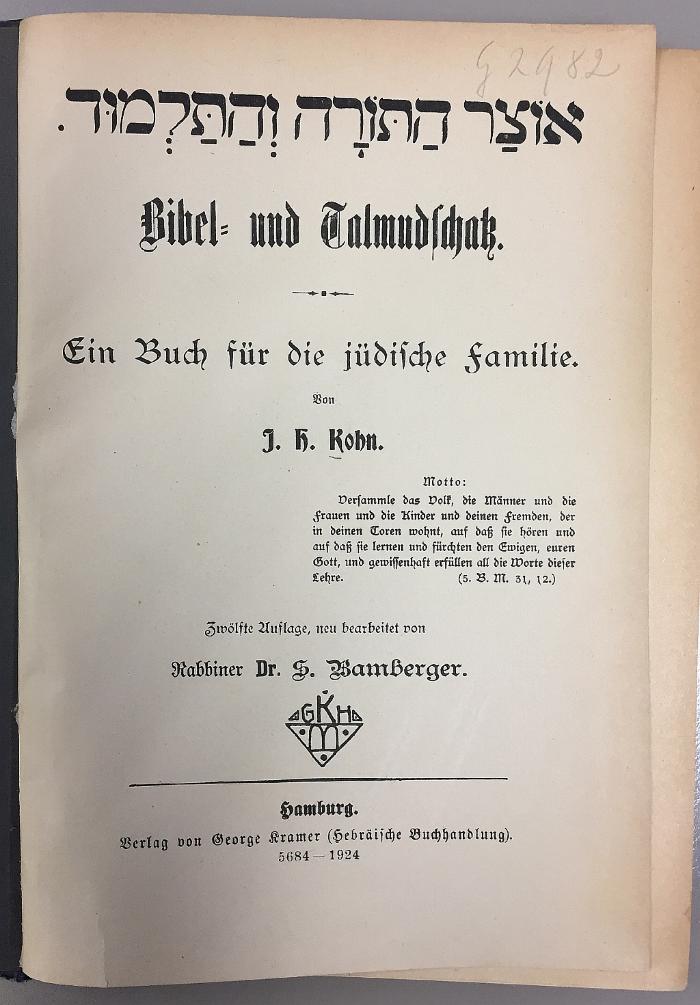 G 2982
אוֹצַר הַתּוֹרָה וְהַתַּלְמוּד.
Bibel- und Talmudſchatz.
Ein Buch für die jüdiſche Familie.
Von
J. H. Kohn.
Motto:
Verſammle das Volk, die Männer und die
Frauen und die Kinder und deinen Fremden, der
in deinen Toren wohnt, auf daß ſie hören und
auf daß ſie lernen und fürchten den Ewigen, euren
Gott, und gewiſſenhaft erfüllen all die Worte dieſer
Lehre. (5. B. M. 31, 12.)
Zwölfte Auflage, neu bearbeitet von
Rabbiner Dr. S. Bamberger.
GKH
M
Hamburg.
Verlag von George Kramer (Hebräiſche Buchhandlung).
5684 — 1924